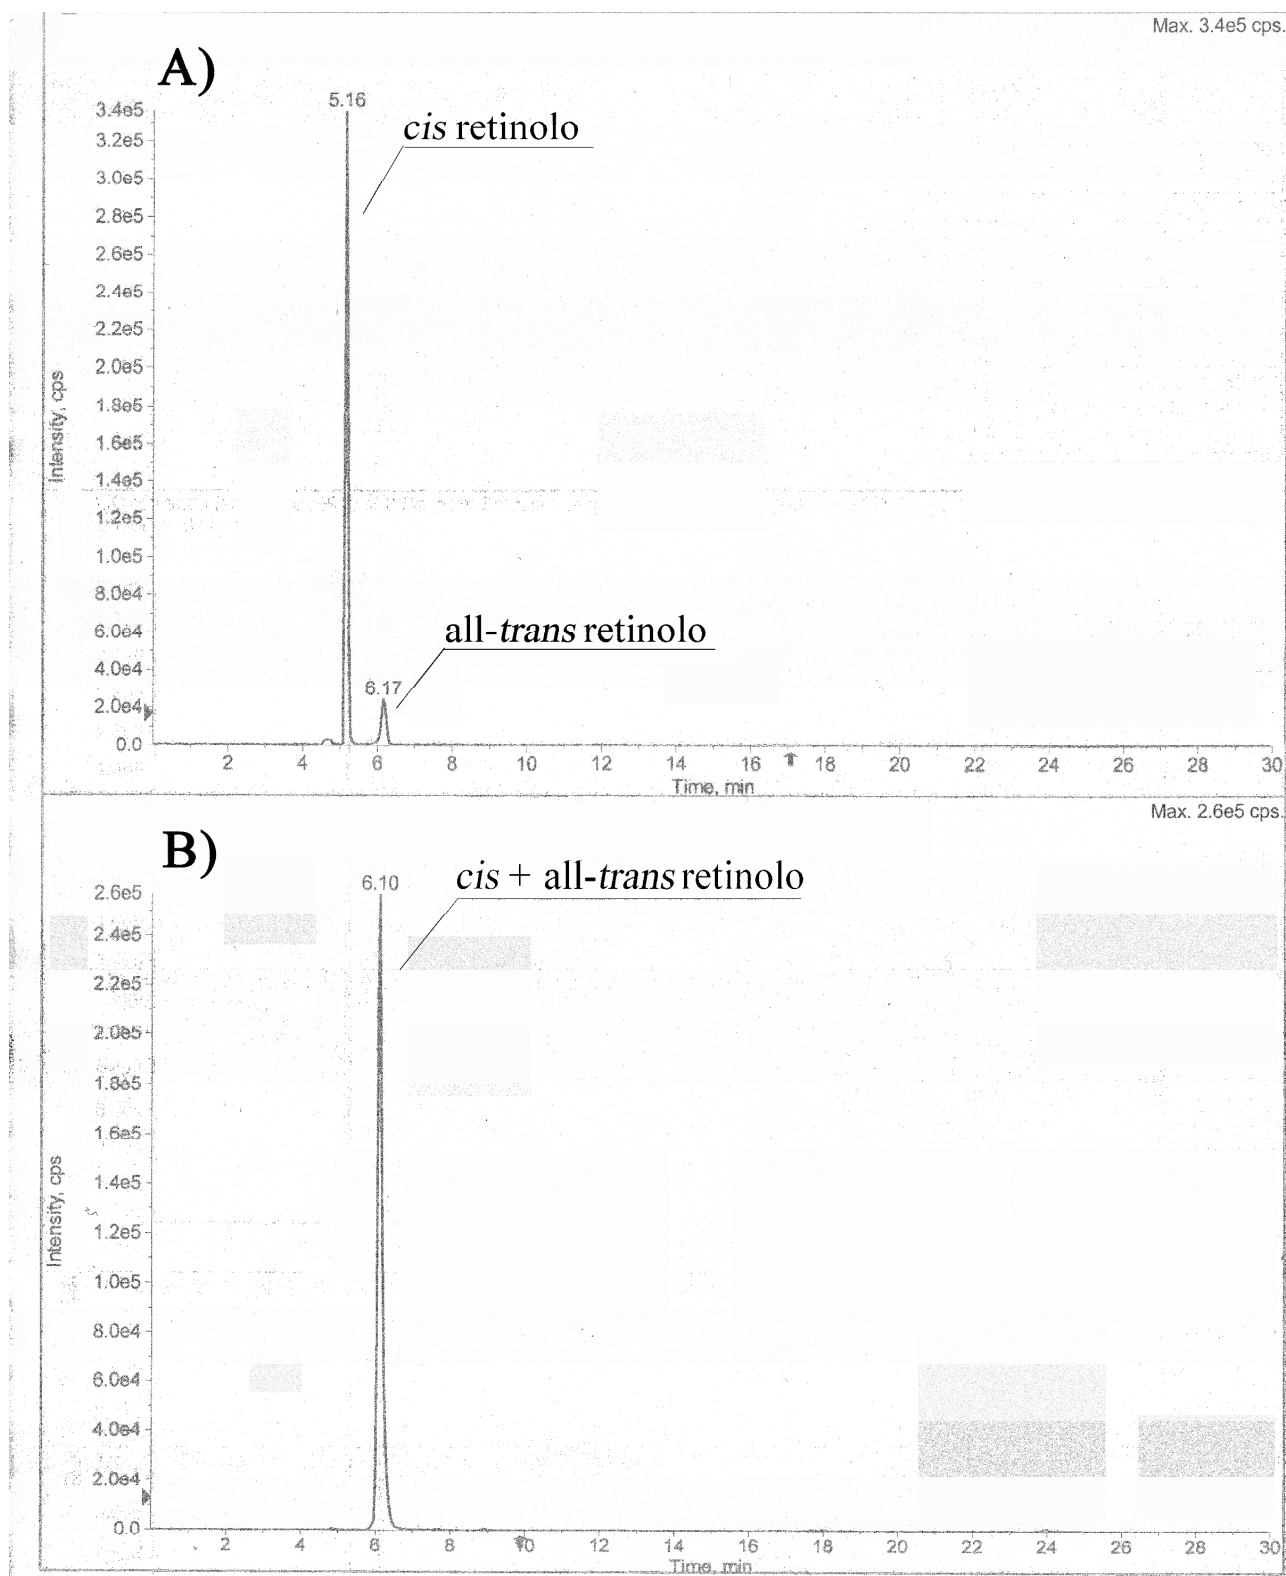 Max. 3.4e5 cps.
A)
5.16
cis retinolo
3.4e5
3.2e5
3.0e5
2.8e5
2.6e5
2.4e5
2.2e5
2.0e5
1.8e5
1.6e5
1.4e5
1.2e5
1.0e5
8.0e4
6.0e4
4.0e4
2.0e4
0.0
Intensity, cps
all-trans retinolo
6.17
2 4 6 8 10 12 14 16 18 20 22 24 26 28 30
Time, min
Max. 2.6e5 cps.
B)
6.10
cis + all-trans retinolo
2.6e5
2.4e5
2.2e5
2.0e5
1.8e5
1.6e5
1.4e5
1.2e5
1.0e5
8.0e4
6.0e4
4.0e4
2.0e4
0.0
Intensity, cps
2 4 6 8 10 12 14 16 18 20 22 24 26 28 30
Time, min